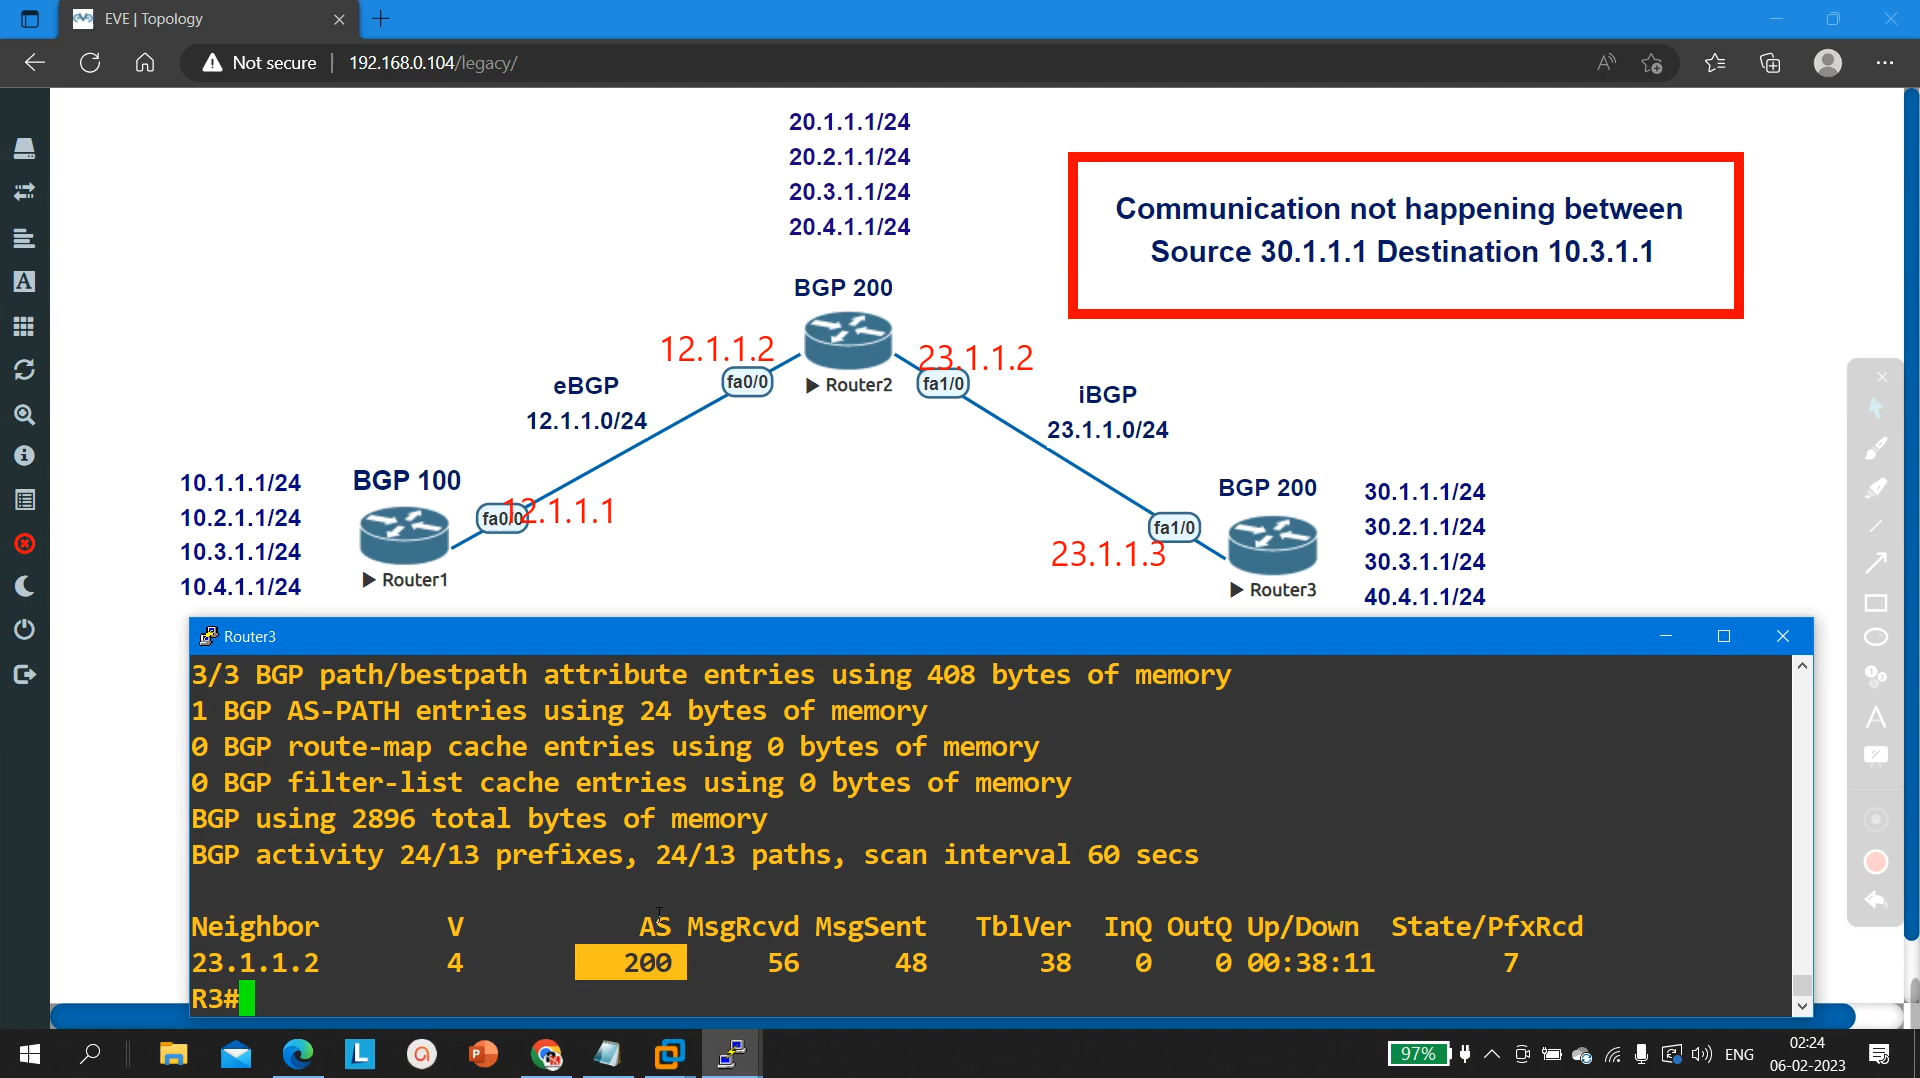 EVE | Topology
Not secure
192.168.0.104/legacy/
20.1.1.1/24
20.2.1.1/24
20.3.1.1/24
20.4.1.1/24
Communication not happening between
Source 30.1.1.1 Destination 10.3.1.1
BGP 200
12.1.1.2
23.1.1.2
fa0/0
Router2
fa1/0
eBGP
12.1.1.0/24
iBGP
23.1.1.0/24
10.1.1.1/24
10.2.1.1/24
10.3.1.1/24
10.4.1.1/24
BGP 100
fa0/0
12.1.1.1
Router1
BGP 200
fa1/0
23.1.1.3
Router3
30.1.1.1/24
30.2.1.1/24
30.3.1.1/24
40.4.1.1/24
Router3
3/3 BGP path/bestpath attribute entries using 408 bytes of memory
1 BGP AS-PATH entries using 24 bytes of memory
0 BGP route-map cache entries using 0 bytes of memory
0 BGP filter-list cache entries using 0 bytes of memory
BGP using 2896 total bytes of memory
BGP activity 24/13 prefixes, 24/13 paths, scan interval 60 secs
Neighbor V AS MsgRcvd MsgSent TblVer InQ OutQ Up/Down State/PfxRcd
23.1.1.2 4 200 56 48 38 0 0 00:38:11 7
R3#
97%
ENG
02:24
06-02-2023